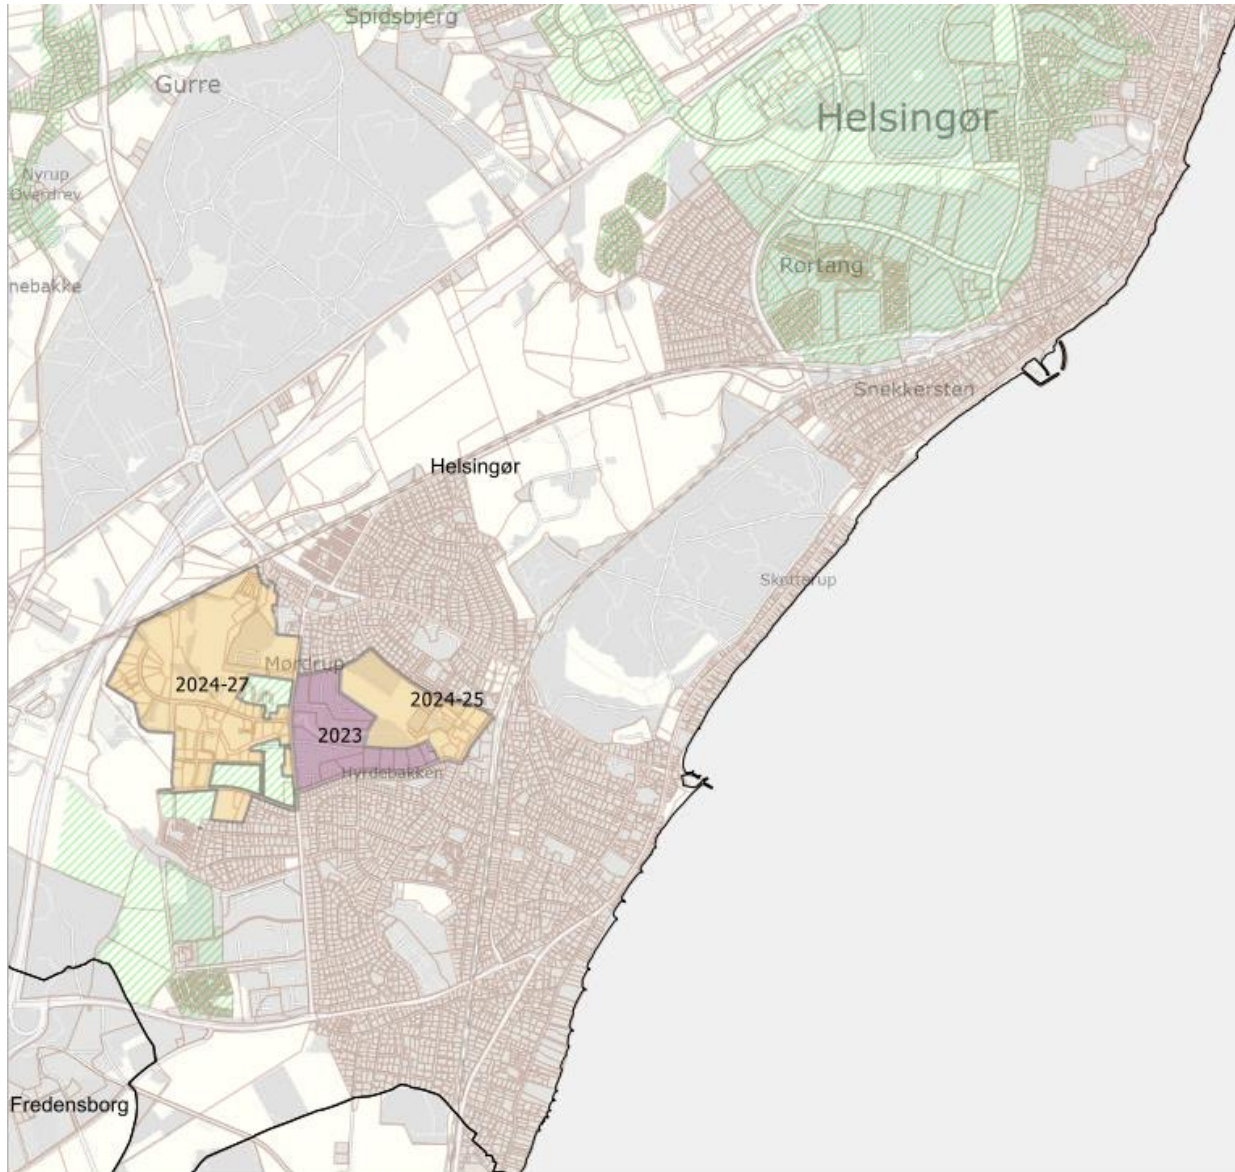 Spidsbjerg
Gurre
Helsingør
Nyrup
Overdrev
Rørtang
nebakke
Snekkersten
Helsingør
Skotterup
Mørdrup
2024-27
2024-25
2023
Hyrdebakken
Fredensborg